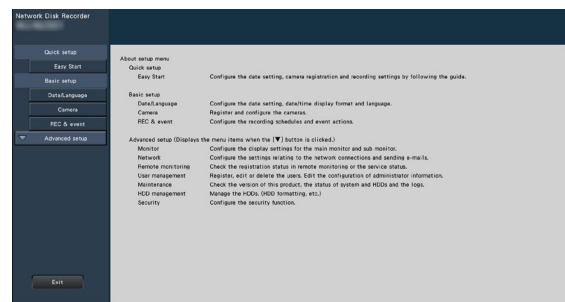 Network Disk Recorder
Quick setup
Easy Start
Basic setup
Date/Language
Camera
REC & event
Advanced setup
Exit
About setup menu
Quick setup
Easy Start Configure the date setting, camera registration and recording settings by following the guide.
Basic setup
Date/Language Configure the date setting, date/time display format and language.
Camera Register and configure the cameras.
REC & event Configure the recording schedules and event actions.
Advanced setup (Displays the menu items when the [▼] button is clicked.)
Monitor Configure the display settings for the main monitor and sub monitor.
Network Configure the settings relating to the network connections and sending e-mails.
Remote monitoring Check the registration status in remote monitoring or the service status.
User management Register, edit or delete the users. Edit the configuration of administrator information.
Maintenance Check the version of this product, the status of system and HDDs and the logs.
HDD management Manage the HDDs. (HDD formatting, etc.)
Security Configure the security function.